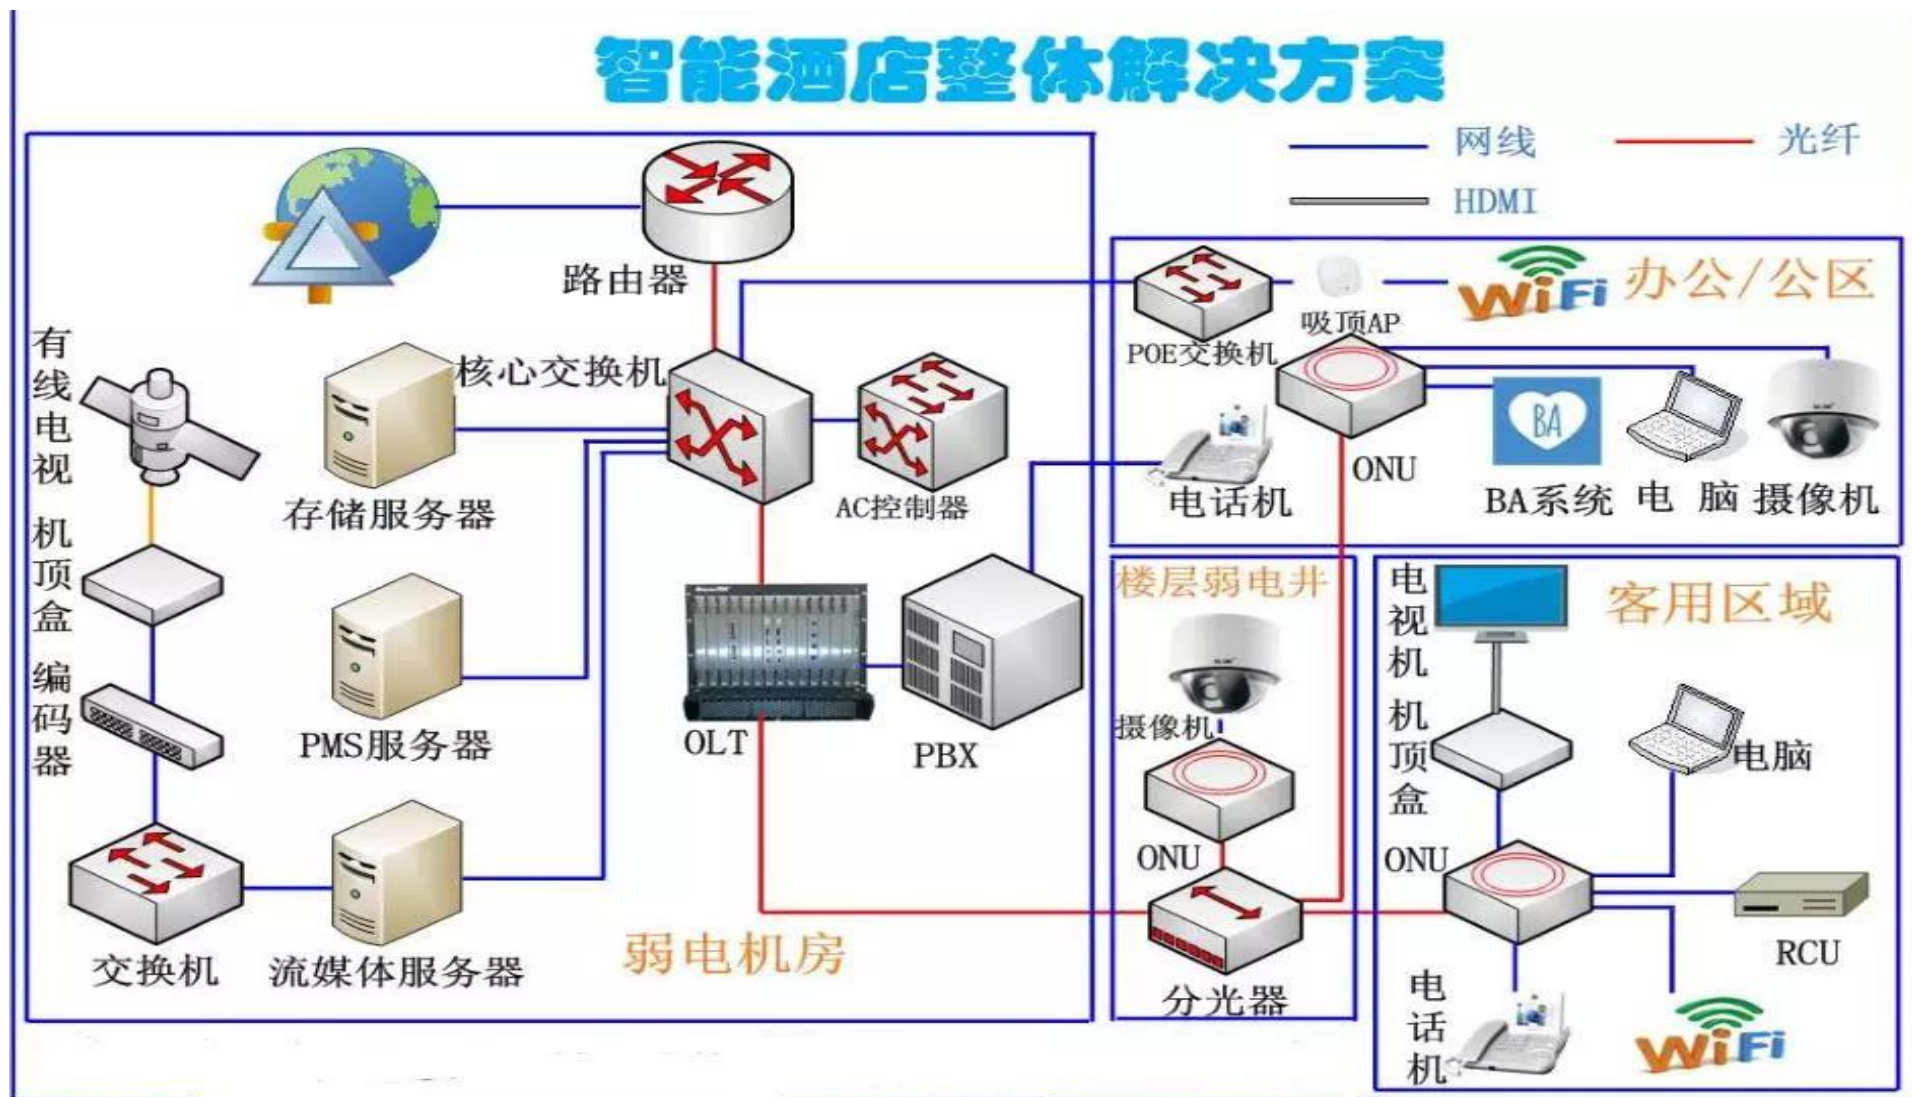 智能酒店整体解决方案
网线
光纤
HDMI
路由器
有线电视
核心交换机
存储服务器
AC控制器
机顶盒
编码器
PMS服务器
OLT
PBX
交换机
流媒体服务器
弱电机房
POE交换机
吸顶AP
WiFi
办公/公区
电话机
ONU
BA
BA系统
电 脑
摄像机
楼层弱电井
摄像机
ONU
分光器
电视机
客用区域
机顶盒
电脑
ONU
RCU
电话机
WiFi